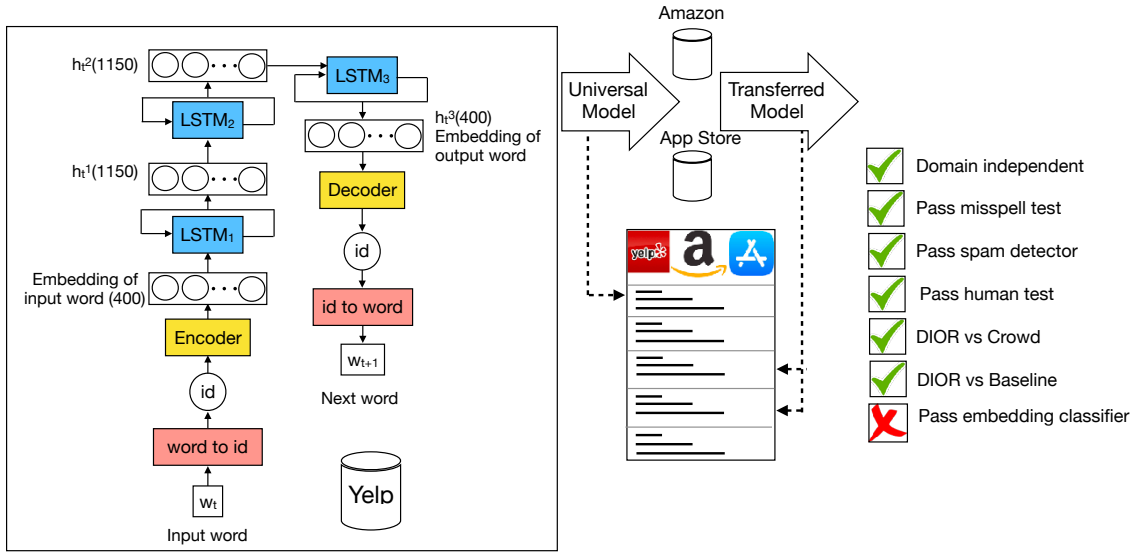 hₜ²(1150)
LSTM₂
hₜ¹(1150)
LSTM₁
Embedding of
input word (400)
Encoder
id
word to id
wₜ
Input word
LSTM₃
hₜ³(400)
Embedding of
output word
Decoder
id
id to word
wₜ₊₁
Next word
Yelp
Universal
Model
Amazon
App Store
Transferred
Model
yelp
a
Domain independent
Pass misspell test
Pass spam detector
Pass human test
DIOR vs Crowd
DIOR vs Baseline
Pass embedding classifier